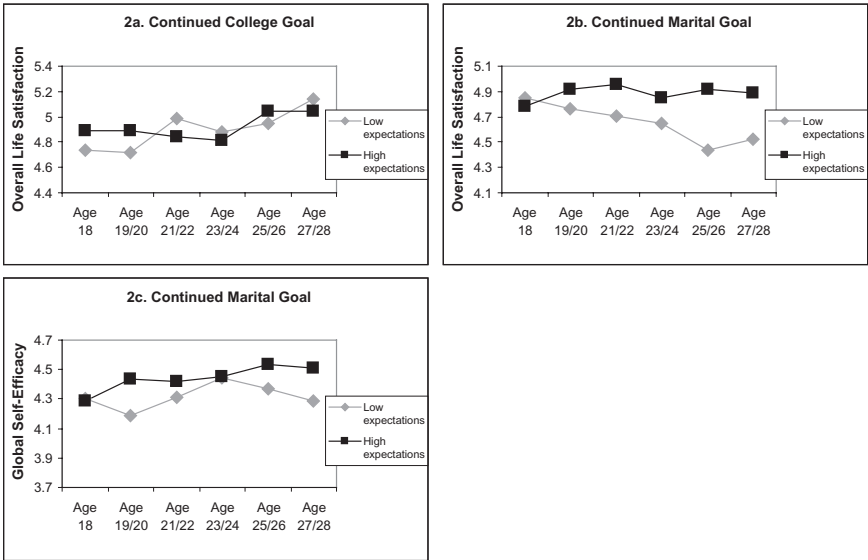 2a. Continued College Goal
Overall Life Satisfaction
5.4
5.2
5
4.8
4.6
4.4
Age Age Age Age Age Age
18 19/20 21/22 23/24 25/26 27/28
Low
expectations
High
expectations
2b. Continued Marital Goal
Overall Life Satisfaction
5.1
4.9
4.7
4.5
4.3
4.1
Age Age Age Age Age Age
18 19/20 21/22 23/24 25/26 27/28
Low
expectations
High
expectations
2c. Continued Marital Goal
Global Self-Efficacy
4.7
4.5
4.3
4.1
3.9
3.7
Age Age Age Age Age Age
18 19/20 21/22 23/24 25/26 27/28
Low
expectations
High
expectations